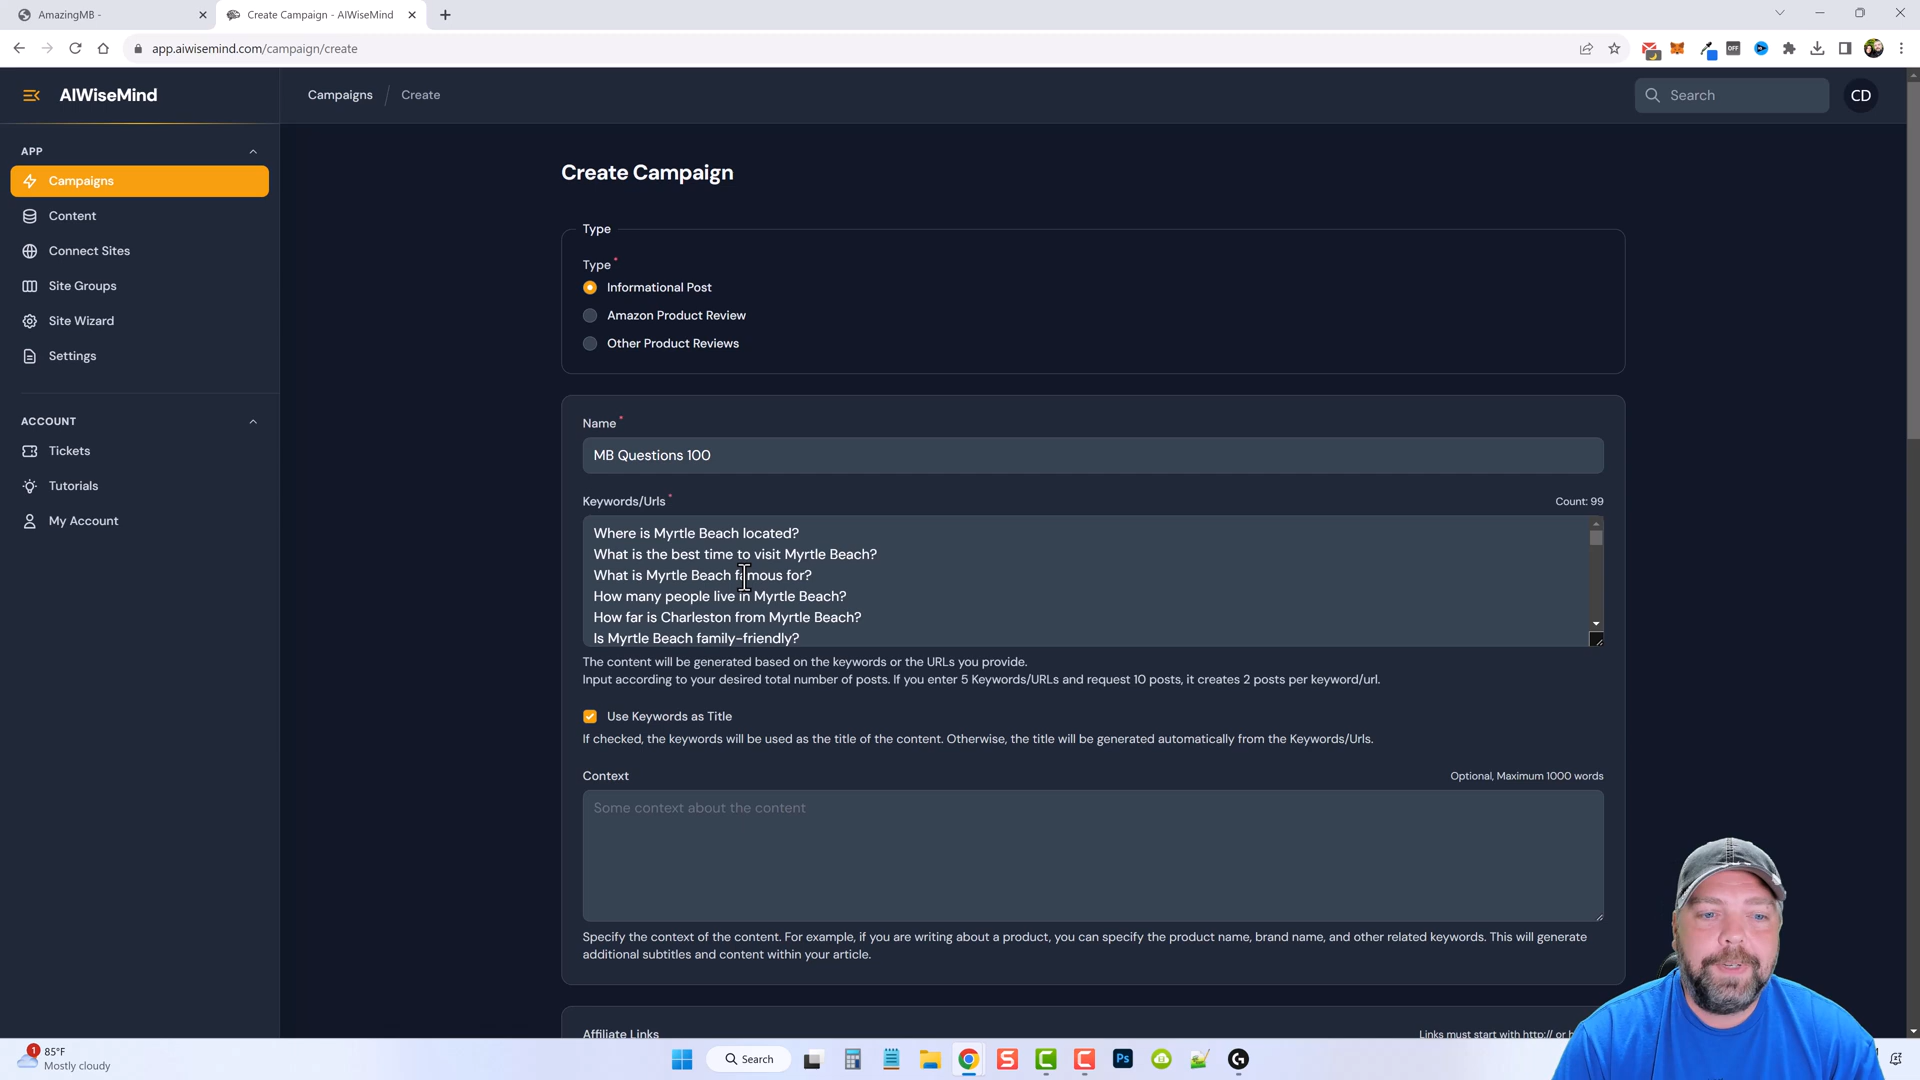 AmazingMB -
Create Campaign - AIWiseMind
app.aiwisemind.com/campaign/create
OFF
AIWiseMind
Campaigns / Create
Search
CD
APP
Campaigns
Content
Connect Sites
Site Groups
Site Wizard
Settings
ACCOUNT
Tickets
Tutorials
My Account
Create Campaign
Type
Type *
Informational Post
Amazon Product Review
Other Product Reviews
Name *
MB Questions 100
Keywords/Urls *
Count: 99
Where is Myrtle Beach located?
What is the best time to visit Myrtle Beach?
What is Myrtle Beach famous for?
How many people live in Myrtle Beach?
How far is Charleston from Myrtle Beach?
Is Myrtle Beach family-friendly?
The content will be generated based on the keywords or the URLs you provide.
Input according to your desired total number of posts. If you enter 5 Keywords/URLs and request 10 posts, it creates 2 posts per keyword/url.
Use Keywords as Title
If checked, the keywords will be used as the title of the content. Otherwise, the title will be generated automatically from the Keywords/Urls.
Context
Optional, Maximum 1000 words
Some context about the content
Specify the context of the content. For example, if you are writing about a product, you can specify the product name, brand name, and other related keywords. This will generate
additional subtitles and content within your article.
Affiliate Links
Links must start with http:// or
1
85°F
Mostly cloudy
Search
S
C
C
Ps
G